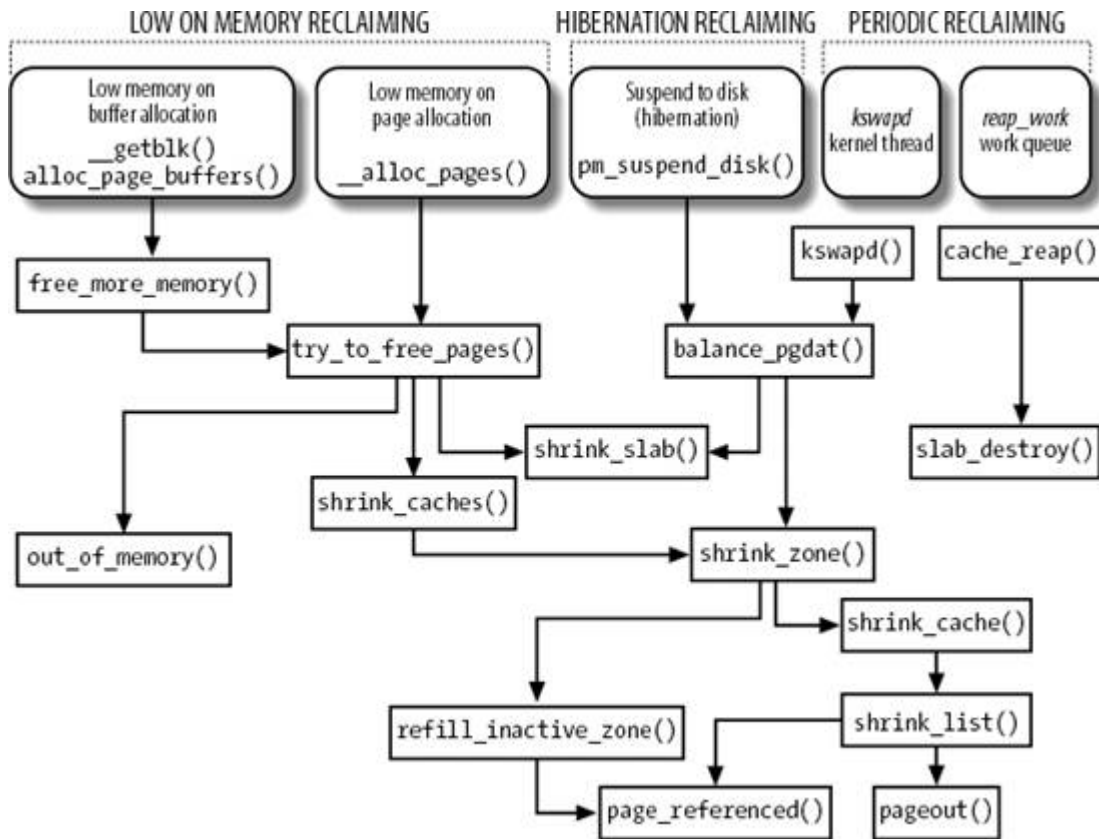 LOW ON MEMORY RECLAIMING
HIBERNATION RECLAIMING
PERIODIC RECLAIMING
Low memory on
buffer allocation
__getblk()
alloc_page_buffers()
Low memory on
page allocation
__alloc_pages()
Suspend to disk
(hibernation)
pm_suspend_disk()
kswapd
kernel thread
reap_work
work queue
kswapd()
cache_reap()
free_more_memory()
try_to_free_pages()
balance_pgdat()
shrink_slab()
slab_destroy()
shrink_caches()
out_of_memory()
shrink_zone()
shrink_cache()
refill_inactive_zone()
shrink_list()
page_referenced()
pageout()